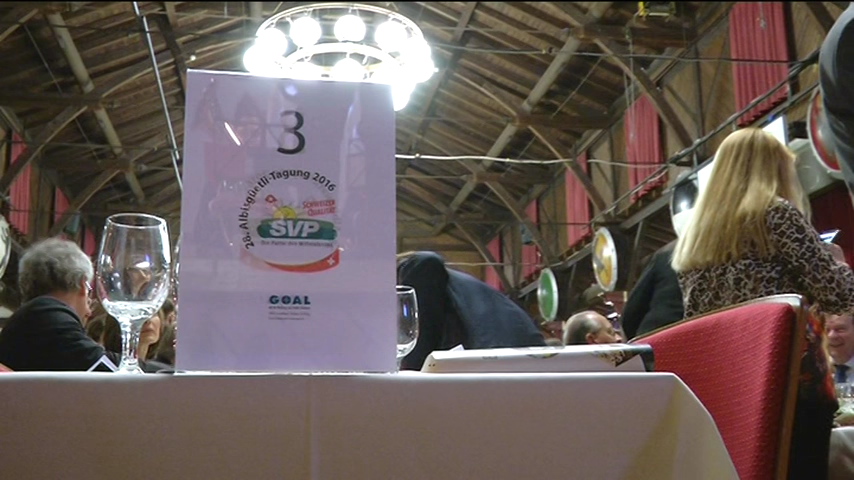 3
28. Albisgüetli-Tagung 2016
Schweizer
Qualität
SVP
Die Partei des Mittelstandes
GOAL